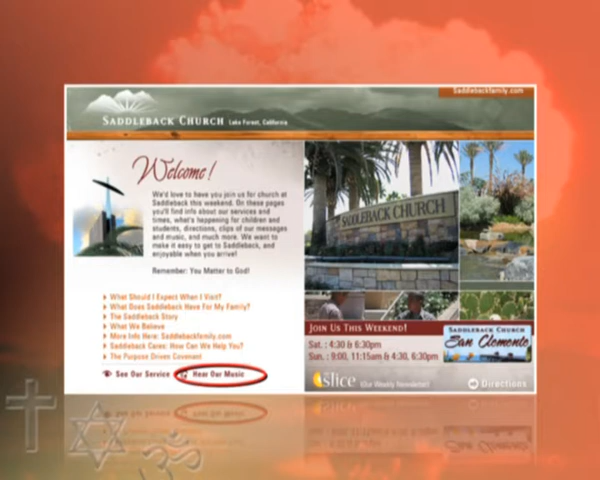 Saddlebackfamily.com
SADDLEBACK CHURCH Lake Forest, California
Welcome!
We'd love to have you join us for church at
Saddleback this weekend. On these pages
you'll find info about our services and
times, what's happening for children and
students, directions, clips of our messages
and music, and much more. We want to
make it easy to get to Saddleback, and
enjoyable when you arrive!
Remember: You Matter to God!
What Should I Expect When I Visit?
What Does Saddleback Have For My Family?
The Saddleback Story
What We Believe
More Info Here: Saddlebackfamily.com
Saddleback Cares: How Can We Help You?
The Purpose Driven Covenant
See Our Service
Hear Our Music
SADDLEBACK CHURCH
JOIN US THIS WEEKEND!
Sat. : 4:30 & 6:30pm
Sun. : 9:00, 11:15am & 4:30, 6:30pm
SADDLEBACK CHURCH
San Clemente
slice (Our Weekly Newsletter)
Directions
ॐ